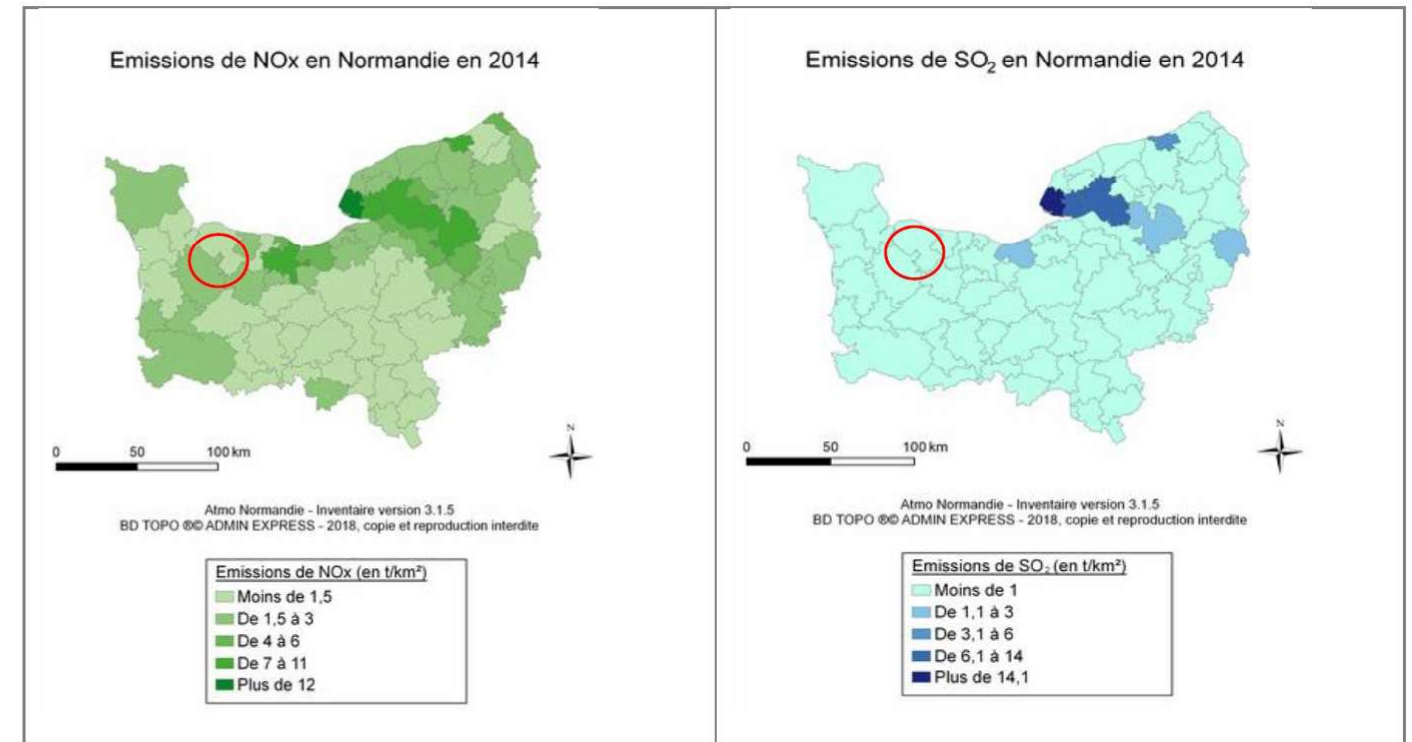 Emissions de NOx en Normandie en 2014
N
0 50 100 km
Atmo Normandie - Inventaire version 3.1.5
BD TOPO ®© ADMIN EXPRESS - 2018, copie et reproduction interdite
Emissions de NOx (en t/km²)
Moins de 1,5
De 1,5 à 3
De 4 à 6
De 7 à 11
Plus de 12
Emissions de SO₂ en Normandie en 2014
N
0 50 100 km
Atmo Normandie - Inventaire version 3.1.5
BD TOPO ®© ADMIN EXPRESS - 2018, copie et reproduction interdite
Emissions de SO₂ (en t/km²)
Moins de 1
De 1,1 à 3
De 3,1 à 6
De 6,1 à 14
Plus de 14,1